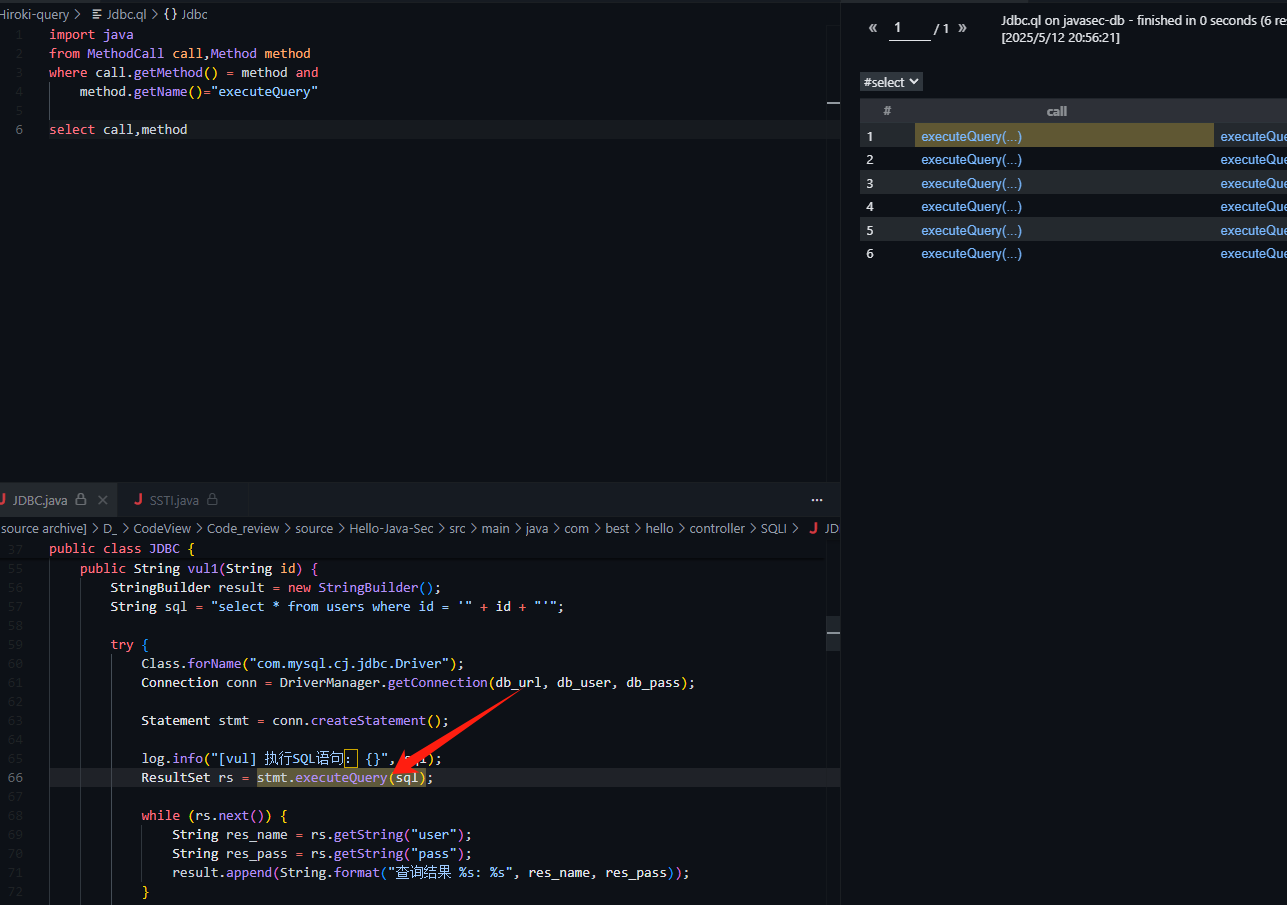 Hiroki-query > Jdbc.ql > {} Jdbc
1 import java
2 from MethodCall call,Method method
3 where call.getMethod() = method and
4 method.getName()="executeQuery"
5
6 select call,method
« 1 / 1 »
Jdbc.ql on javasec-db - finished in 0 seconds (6 res
[2025/5/12 20:56:21]
#select
# call
1 executeQuery(...) executeQue
2 executeQuery(...) executeQue
3 executeQuery(...) executeQue
4 executeQuery(...) executeQue
5 executeQuery(...) executeQue
6 executeQuery(...) executeQue
J JDBC.java J SSTI.java ...
source archive] > D_ > CodeView > Code_review > source > Hello-Java-Sec > src > main > java > com > best > hello > controller > SQLI > J JD
37 public class JDBC {
55 public String vul1(String id) {
56 StringBuilder result = new StringBuilder();
57 String sql = "select * from users where id = '" + id + "'";
58
59 try {
60 Class.forName("com.mysql.cj.jdbc.Driver");
61 Connection conn = DriverManager.getConnection(db_url, db_user, db_pass);
62
63 Statement stmt = conn.createStatement();
64
65 log.info("[vul] 执行SQL语句：{}", sql);
66 ResultSet rs = stmt.executeQuery(sql);
67
68 while (rs.next()) {
69 String res_name = rs.getString("user");
70 String res_pass = rs.getString("pass");
71 result.append(String.format("查询结果 %s: %s", res_name, res_pass));
72 }